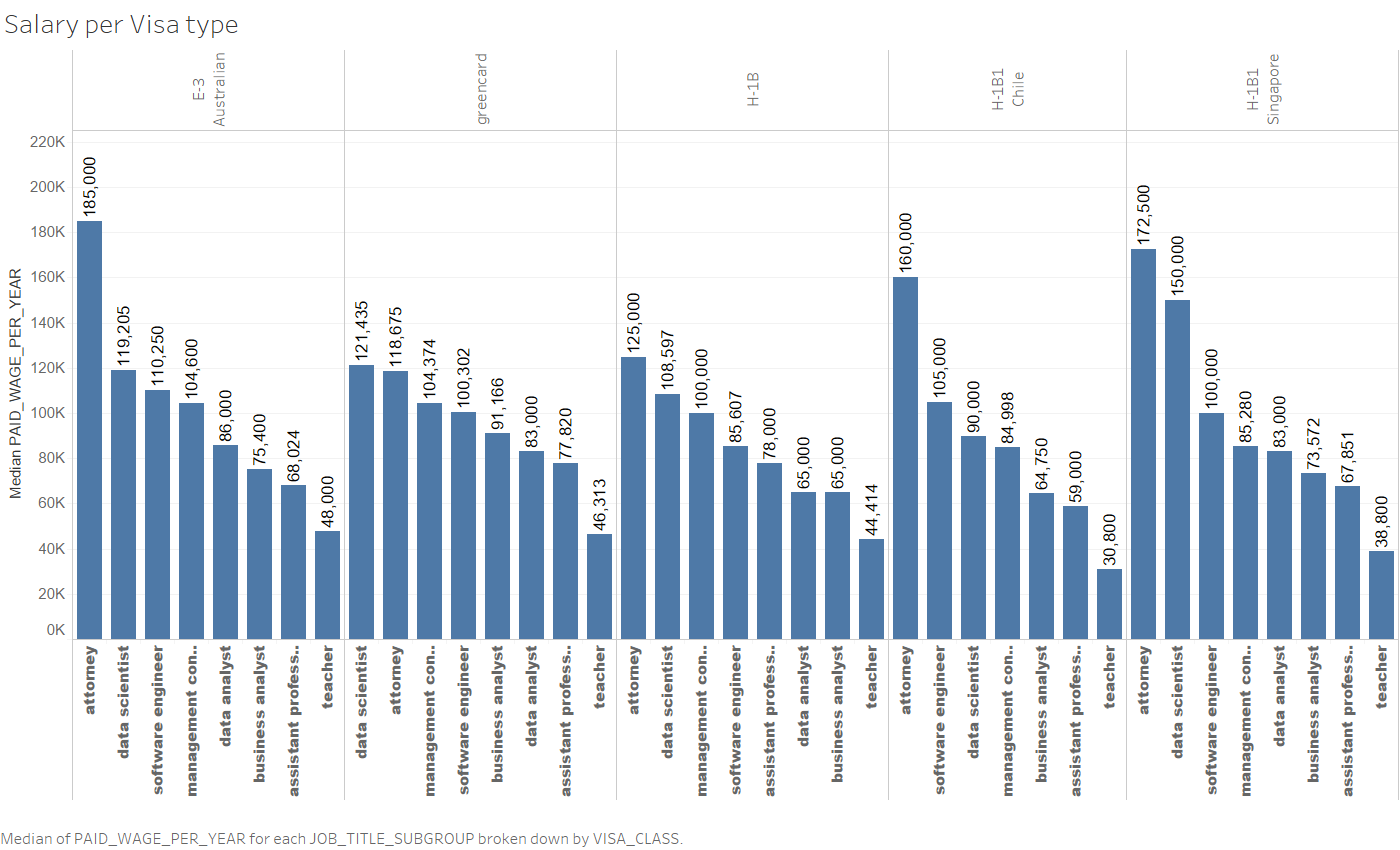 Salary per Visa type
E-3
Australian
greencard
H-1B
H-1B1
Chile
H-1B1
Singapore
Median PAID_WAGE_PER_YEAR
220K
200K
180K
160K
140K
120K
100K
80K
60K
40K
20K
0K
185,000
119,205
110,250
104,600
86,000
75,400
68,024
48,000
121,435
118,675
104,374
100,302
91,166
83,000
77,820
46,313
125,000
108,597
100,000
85,607
78,000
65,000
65,000
44,414
160,000
105,000
90,000
84,998
64,750
59,000
30,800
172,500
150,000
100,000
85,280
83,000
73,572
67,851
38,800
attorney
data scientist
software engineer
management con..
data analyst
business analyst
assistant profess..
teacher
data scientist
attorney
management con..
software engineer
business analyst
data analyst
assistant profess..
teacher
attorney
data scientist
management con..
software engineer
assistant profess..
data analyst
business analyst
teacher
attorney
software engineer
data scientist
management con..
business analyst
assistant profess..
teacher
attorney
data scientist
software engineer
management con..
data analyst
business analyst
assistant profess..
teacher
Median of PAID_WAGE_PER_YEAR for each JOB_TITLE_SUBGROUP broken down by VISA_CLASS.